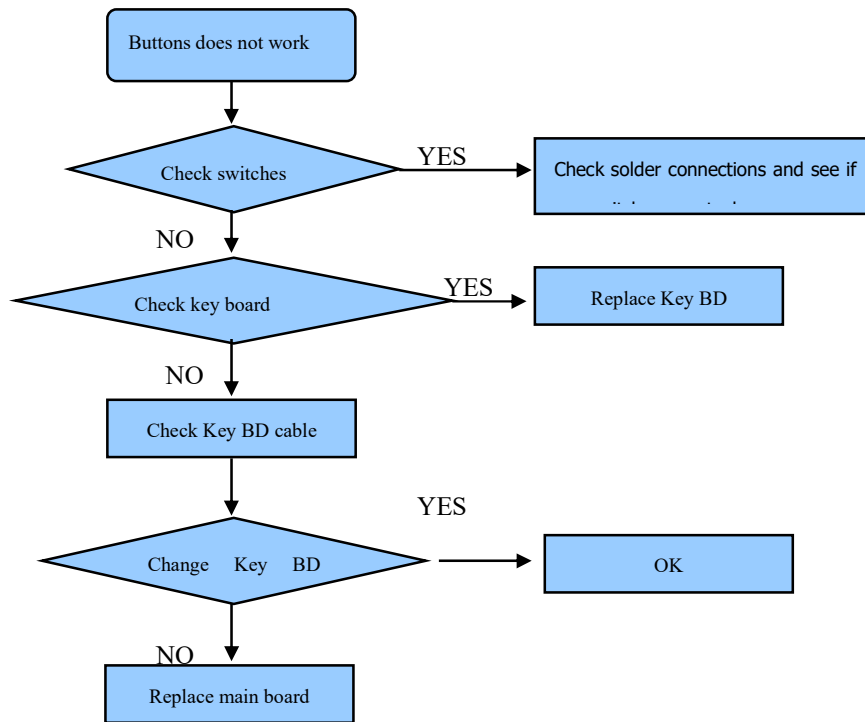 Buttons does not work
Check switches
YES
Check solder connections and see if
NO
Check key board
YES
Replace Key BD
NO
Check Key BD cable
YES
Change Key BD
OK
NO
Replace main board